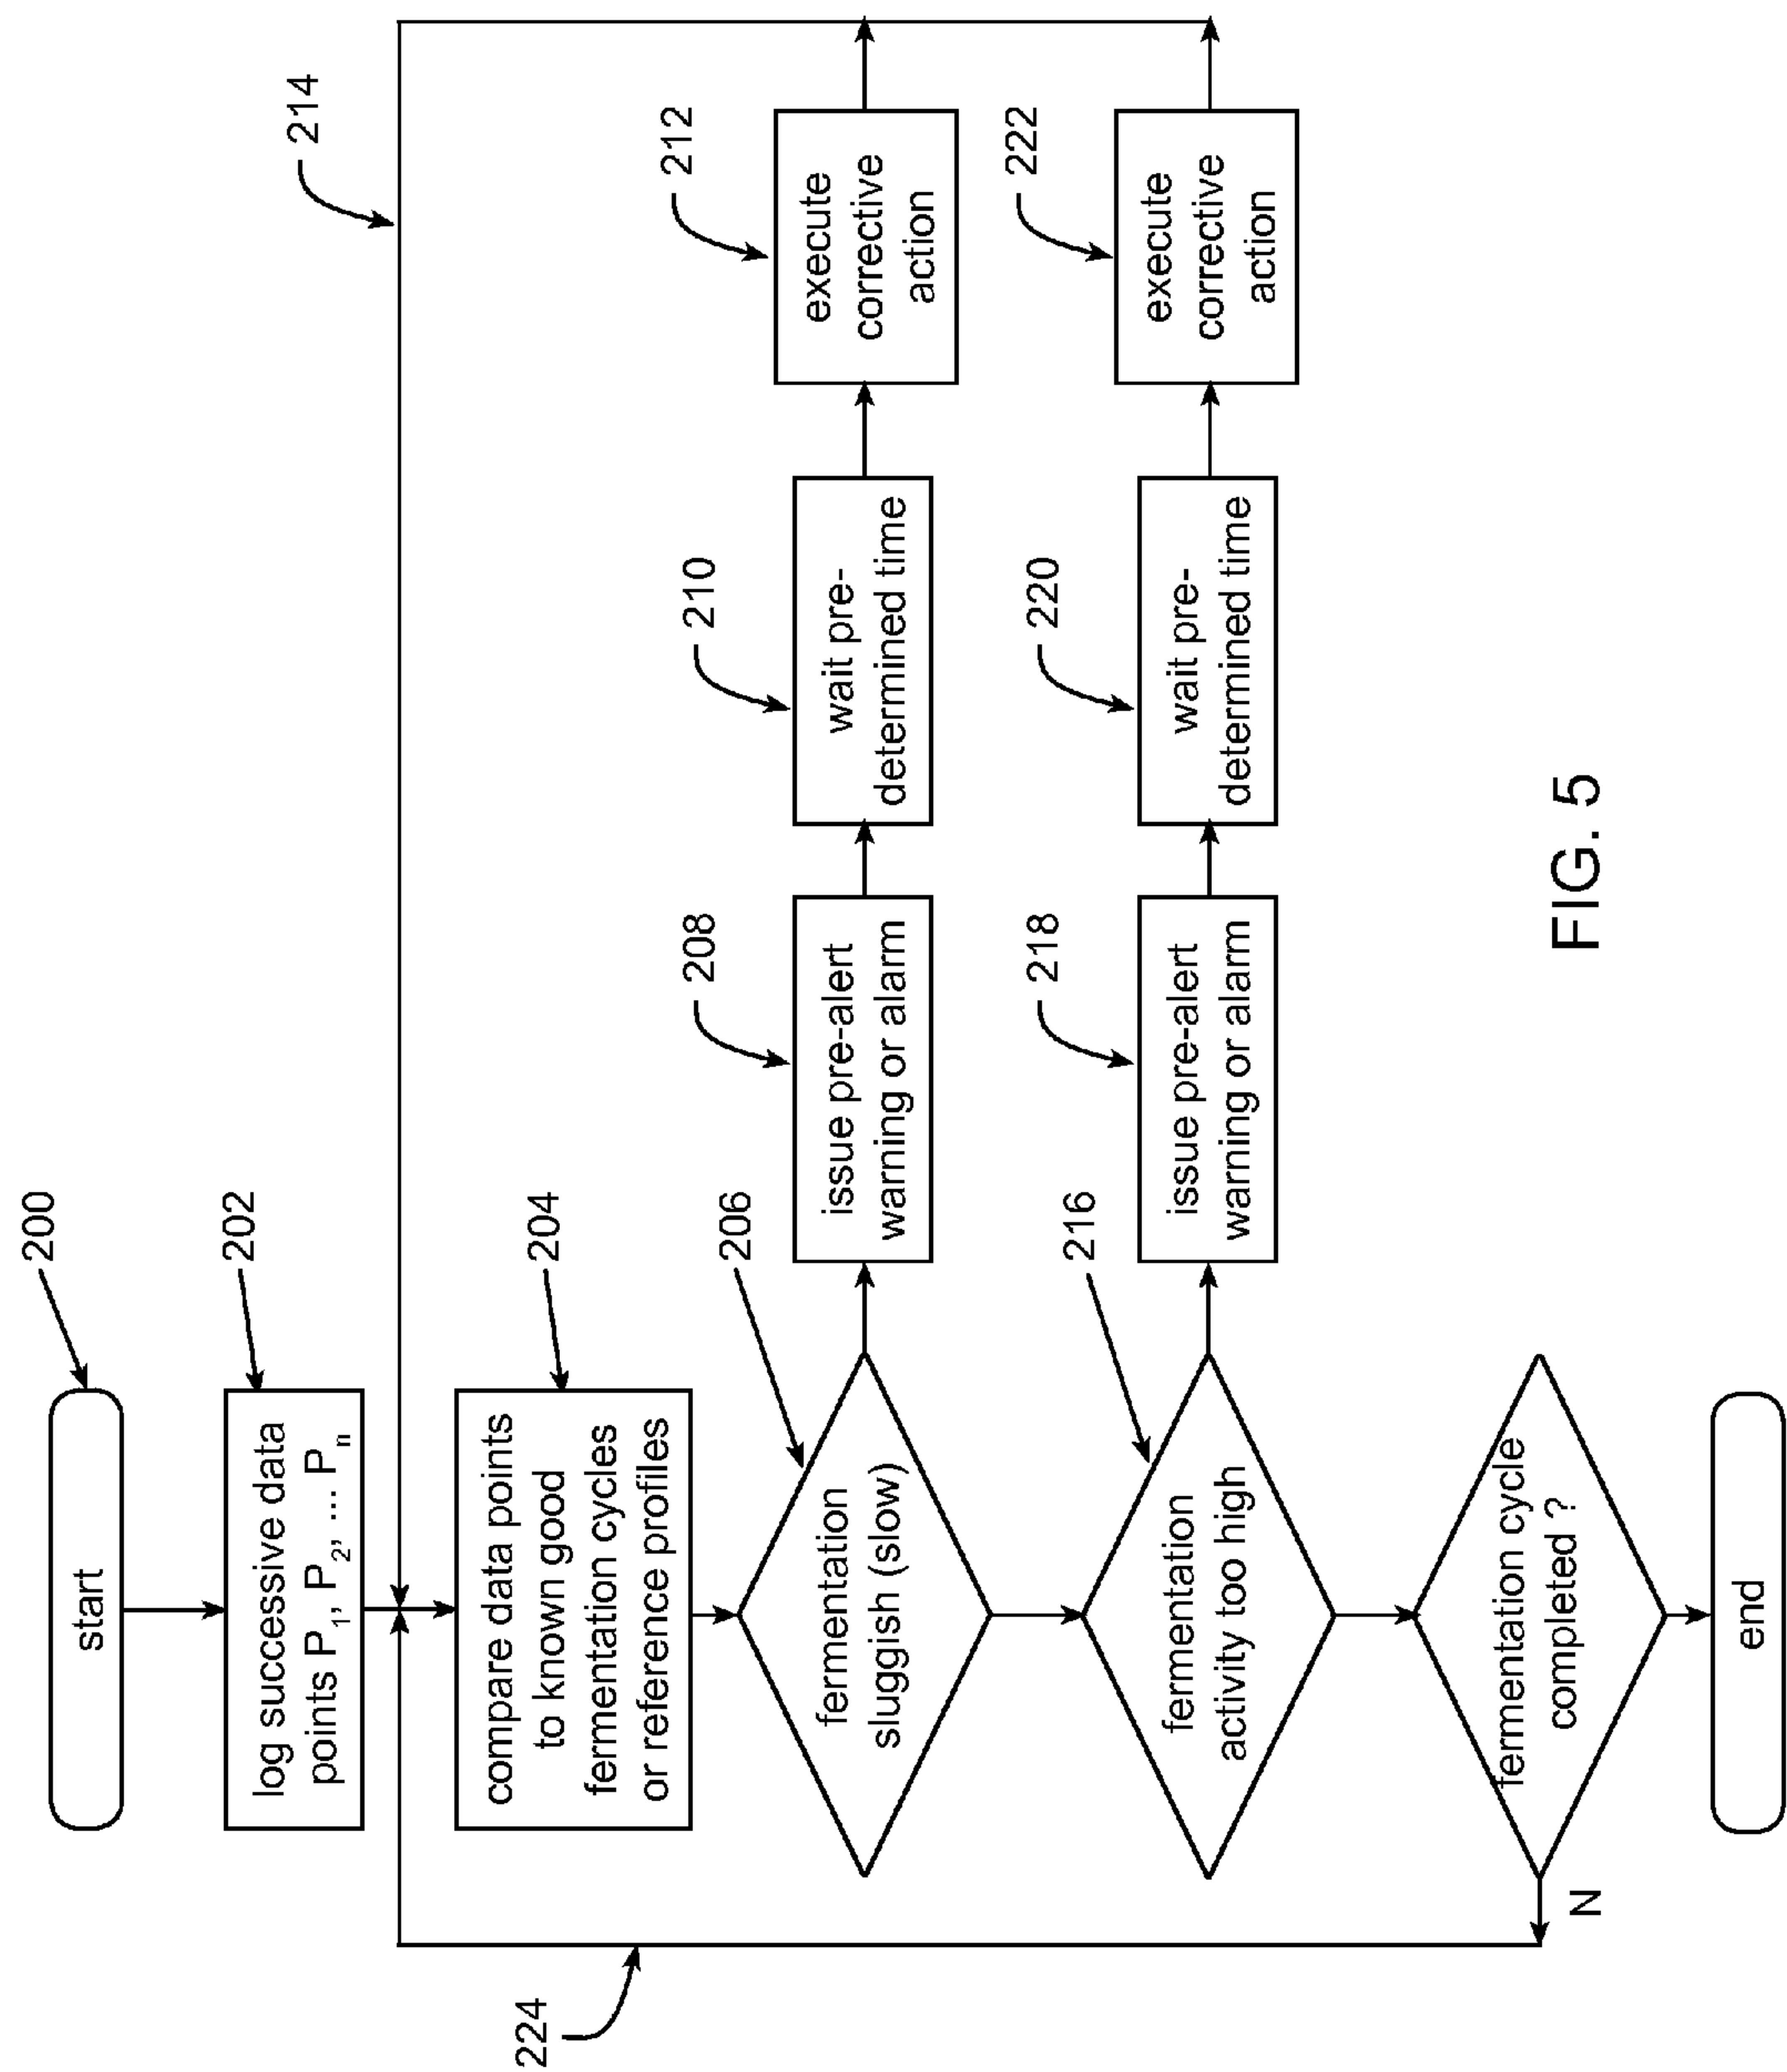 200
start
202
log successive data
points P1, P2, ... Pn
214
204
compare data points
to known good
fermentation cycles
or reference profiles
206
fermentation
sluggish (slow)
208
issue pre-alert
warning or alarm
210
wait pre-
determined time
212
execute
corrective
action
216
fermentation
activity too high
218
issue pre-alert
warning or alarm
220
wait pre-
determined time
222
execute
corrective
action
224
fermentation cycle
completed ?
N
end
FIG. 5